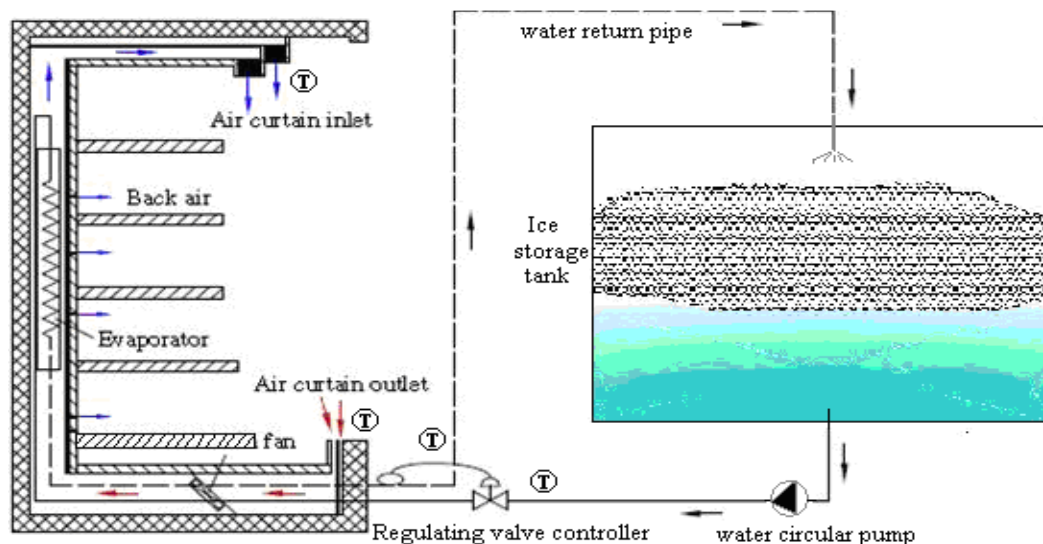 water return pipe
T
Air curtain inlet
Back air
Ice
storage
tank
Evaporator
Air curtain outlet
T
fan
T
T
Regulating valve controller
water circular pump